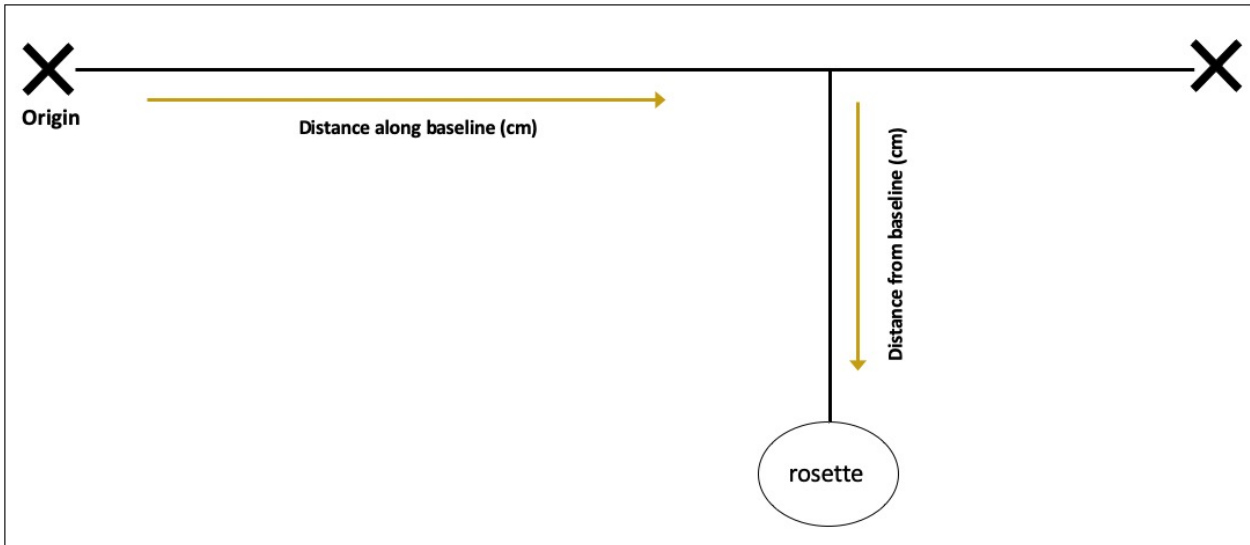 Origin
Distance along baseline (cm)
Distance from baseline (cm)
rosette